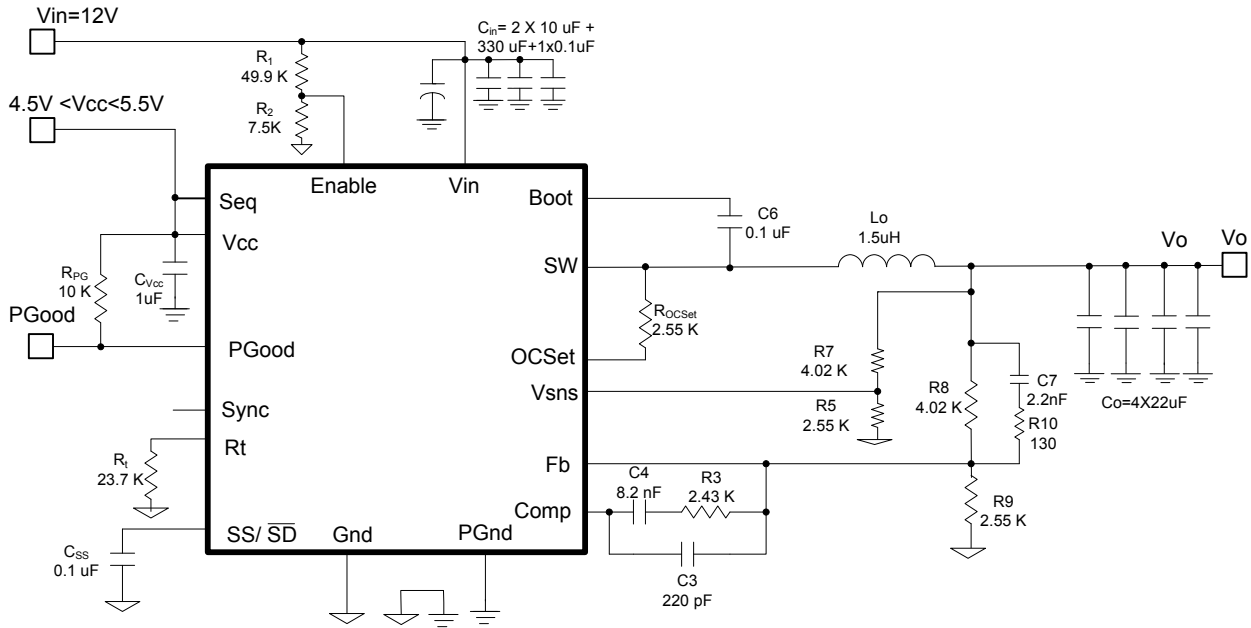 Vin=12V
Cin= 2 X 10 uF +
330 uF+1x0.1uF
R1
49.9 K
4.5V <Vcc<5.5V
R2
7.5K
Enable
Vin
Boot
Seq
C6
0.1 uF
Lo
1.5uH
Vo
Vo
Vcc
SW
RPG
10 K
CVcc
1uF
ROCSet
2.55 K
PGood
PGood
OCSet
R7
4.02 K
R8
4.02 K
C7
2.2nF
Vsns
R5
2.55 K
Co=4X22uF
R10
130
Sync
Rt
Rt
23.7 K
Fb
C4
8.2 nF
R3
2.43 K
R9
2.55 K
Comp
SS/ SD
Gnd
PGnd
CSS
0.1 uF
C3
220 pF